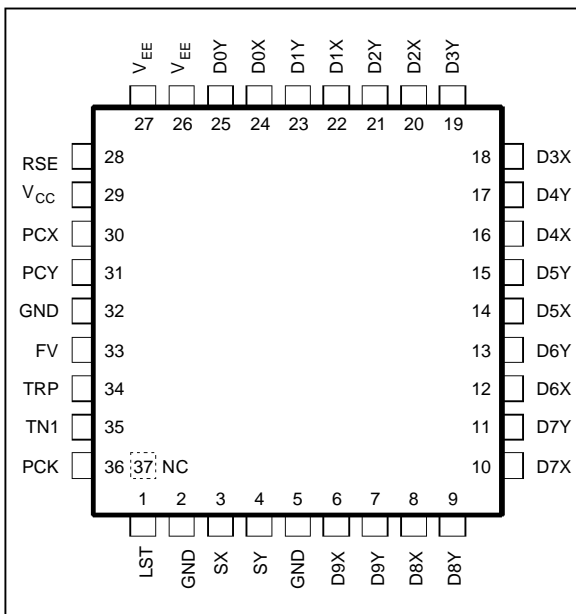 VEE VEE D0Y D0X D1Y D1X D2Y D2X D3Y
27 26 25 24 23 22 21 20 19
RSE 28 18 D3X
VCC 29 17 D4Y
PCX 30 16 D4X
PCY 31 15 D5Y
GND 32 14 D5X
FV 33 13 D6Y
TRP 34 12 D6X
TN1 35 11 D7Y
PCK 36 37 NC 10 D7X
1 2 3 4 5 6 7 8 9
LST GND SX SY GND D9X D9Y D8X D8Y